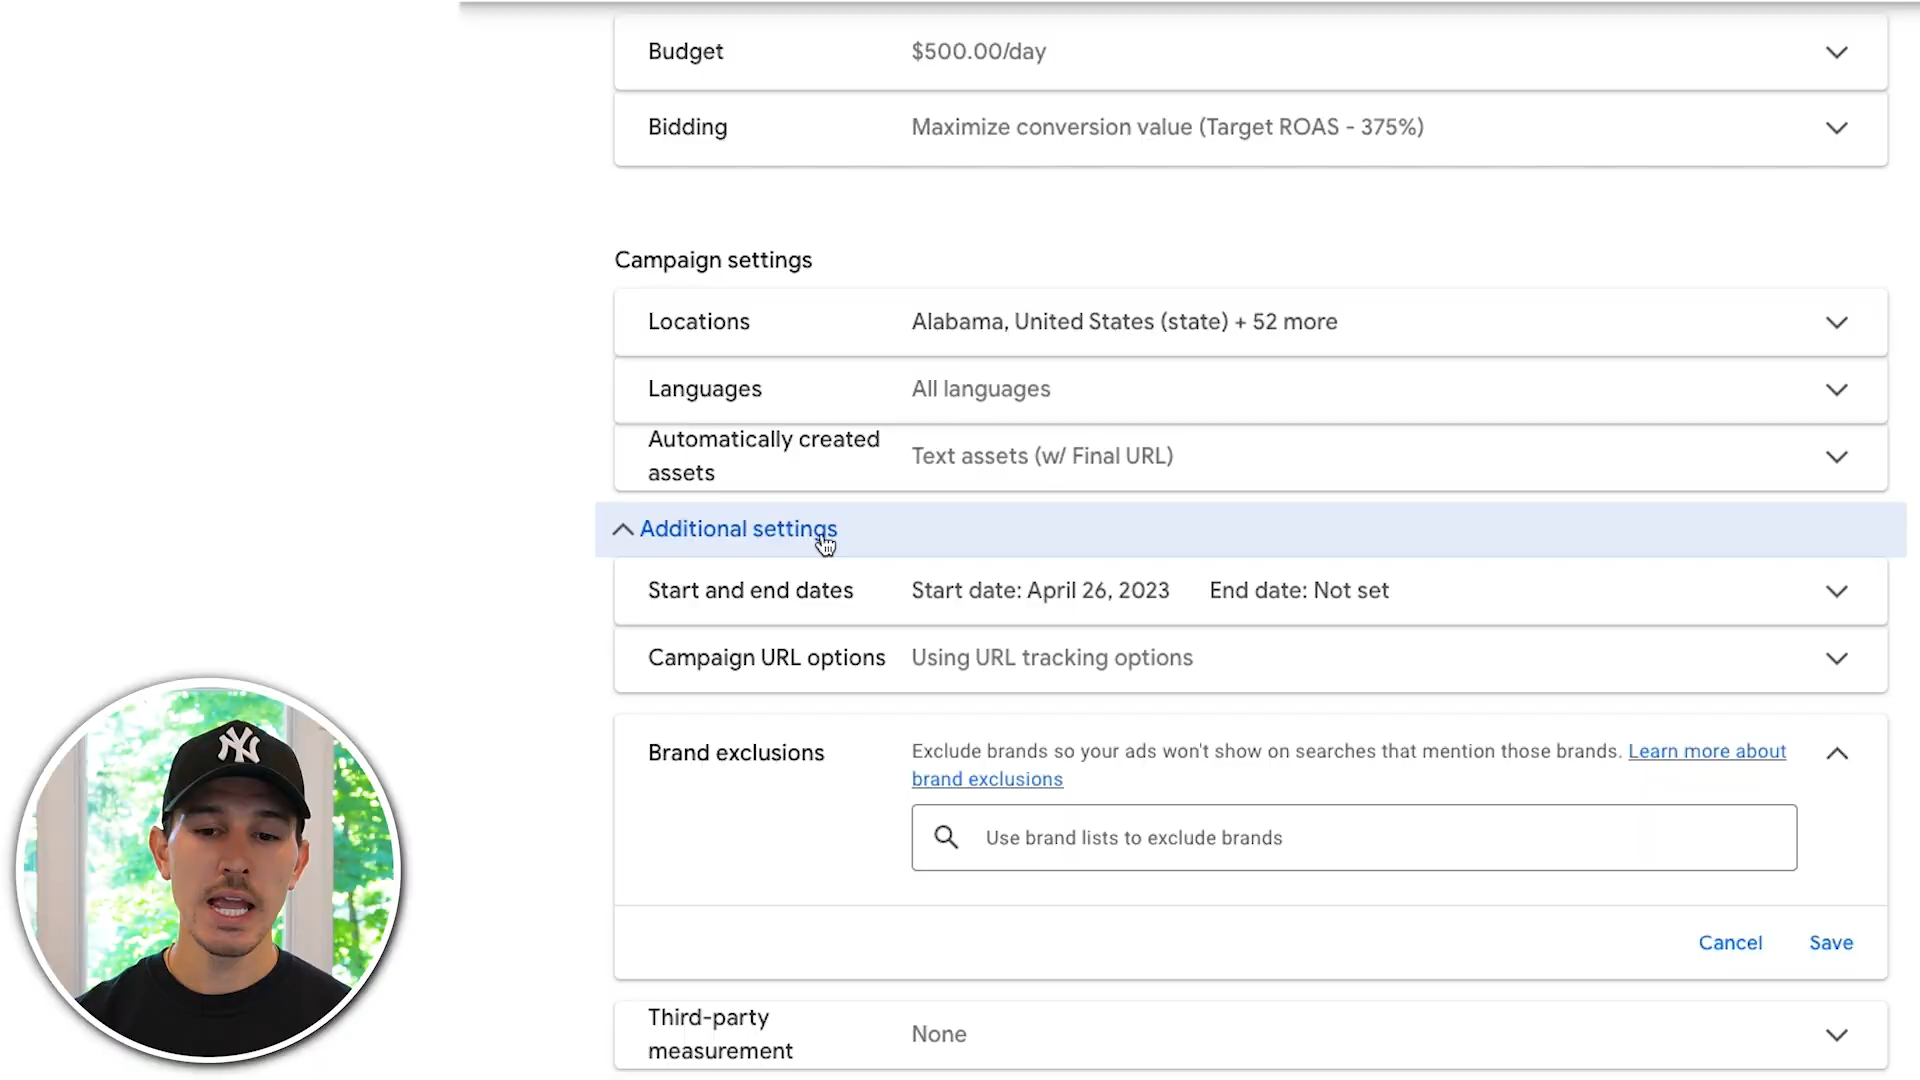 Budget $500.00/day
Bidding Maximize conversion value (Target ROAS - 375%)
Campaign settings
Locations Alabama, United States (state) + 52 more
Languages All languages
Automatically created
assets
Text assets (w/ Final URL)
Additional settings
Start and end dates Start date: April 26, 2023 End date: Not set
Campaign URL options Using URL tracking options
Brand exclusions
Exclude brands so your ads won't show on searches that mention those brands. Learn more about
brand exclusions
Use brand lists to exclude brands
Cancel Save
Third-party
measurement
None
NY